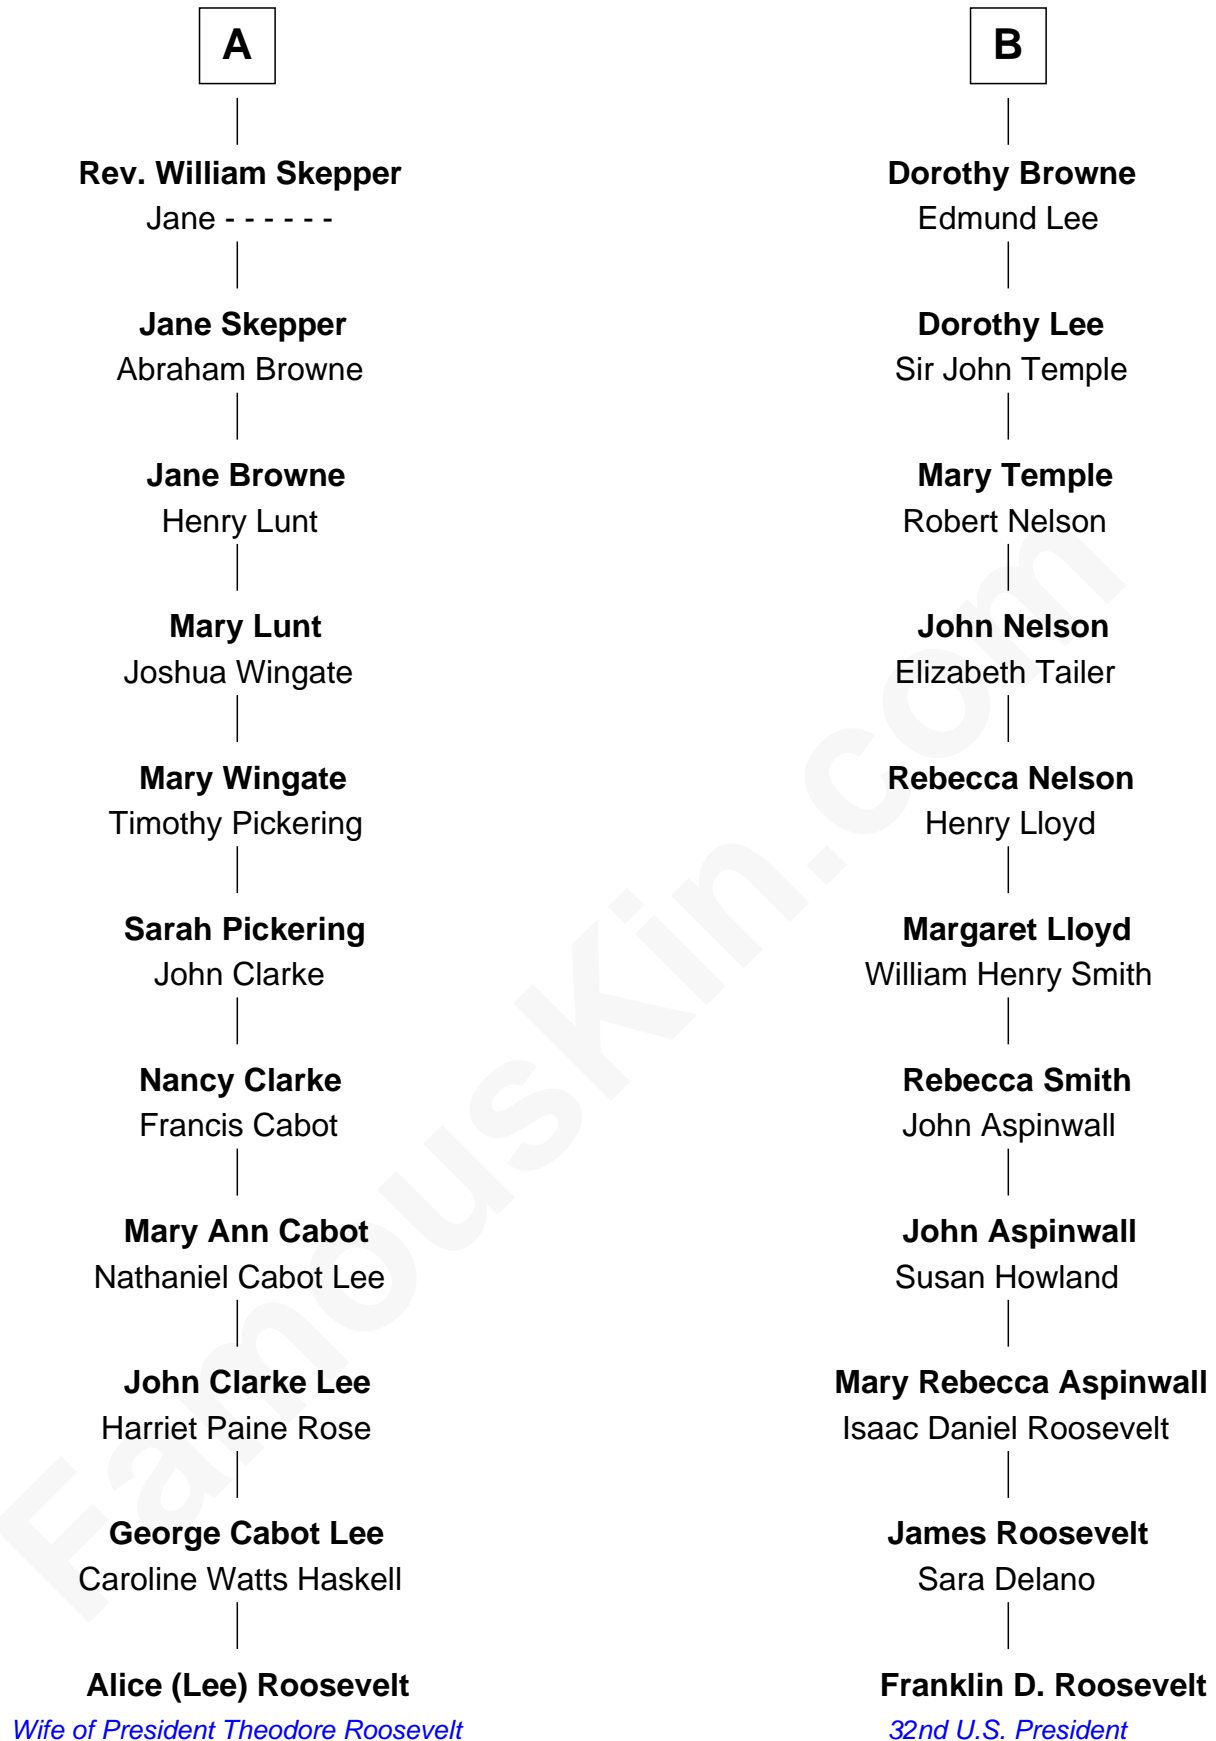 A
Rev. William Skepper
Jane - - - - - -
Jane Skepper
Abraham Browne
Jane Browne
Henry Lunt
Mary Lunt
Joshua Wingate
Mary Wingate
Timothy Pickering
Sarah Pickering
John Clarke
Nancy Clarke
Francis Cabot
Mary Ann Cabot
Nathaniel Cabot Lee
John Clarke Lee
Harriet Paine Rose
George Cabot Lee
Caroline Watts Haskell
Alice (Lee) Roosevelt
Wife of President Theodore Roosevelt
B
Dorothy Browne
Edmund Lee
Dorothy Lee
Sir John Temple
Mary Temple
Robert Nelson
John Nelson
Elizabeth Tailer
Rebecca Nelson
Henry Lloyd
Margaret Lloyd
William Henry Smith
Rebecca Smith
John Aspinwall
John Aspinwall
Susan Howland
Mary Rebecca Aspinwall
Isaac Daniel Roosevelt
James Roosevelt
Sara Delano
Franklin D. Roosevelt
32nd U.S. President
FamousKin.com